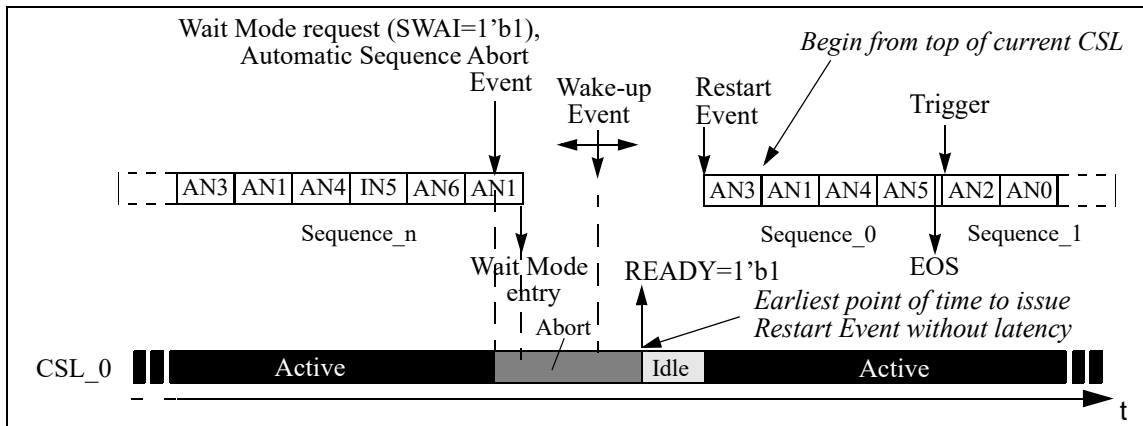 Wait Mode request (SWAI=1’b1),
Automatic Sequence Abort
Event
Wake-up
Event
Restart
Event
Begin from top of current CSL
Trigger
AN3 AN1 AN4 IN5 AN6 AN1
AN3 AN1 AN4 AN5 AN2 AN0
Sequence_n
Sequence_0
Sequence_1
Wait Mode
entry
READY=1’b1
EOS
Earliest point of time to issue
Restart Event without latency
Abort
CSL_0
Active
Idle
Active
t